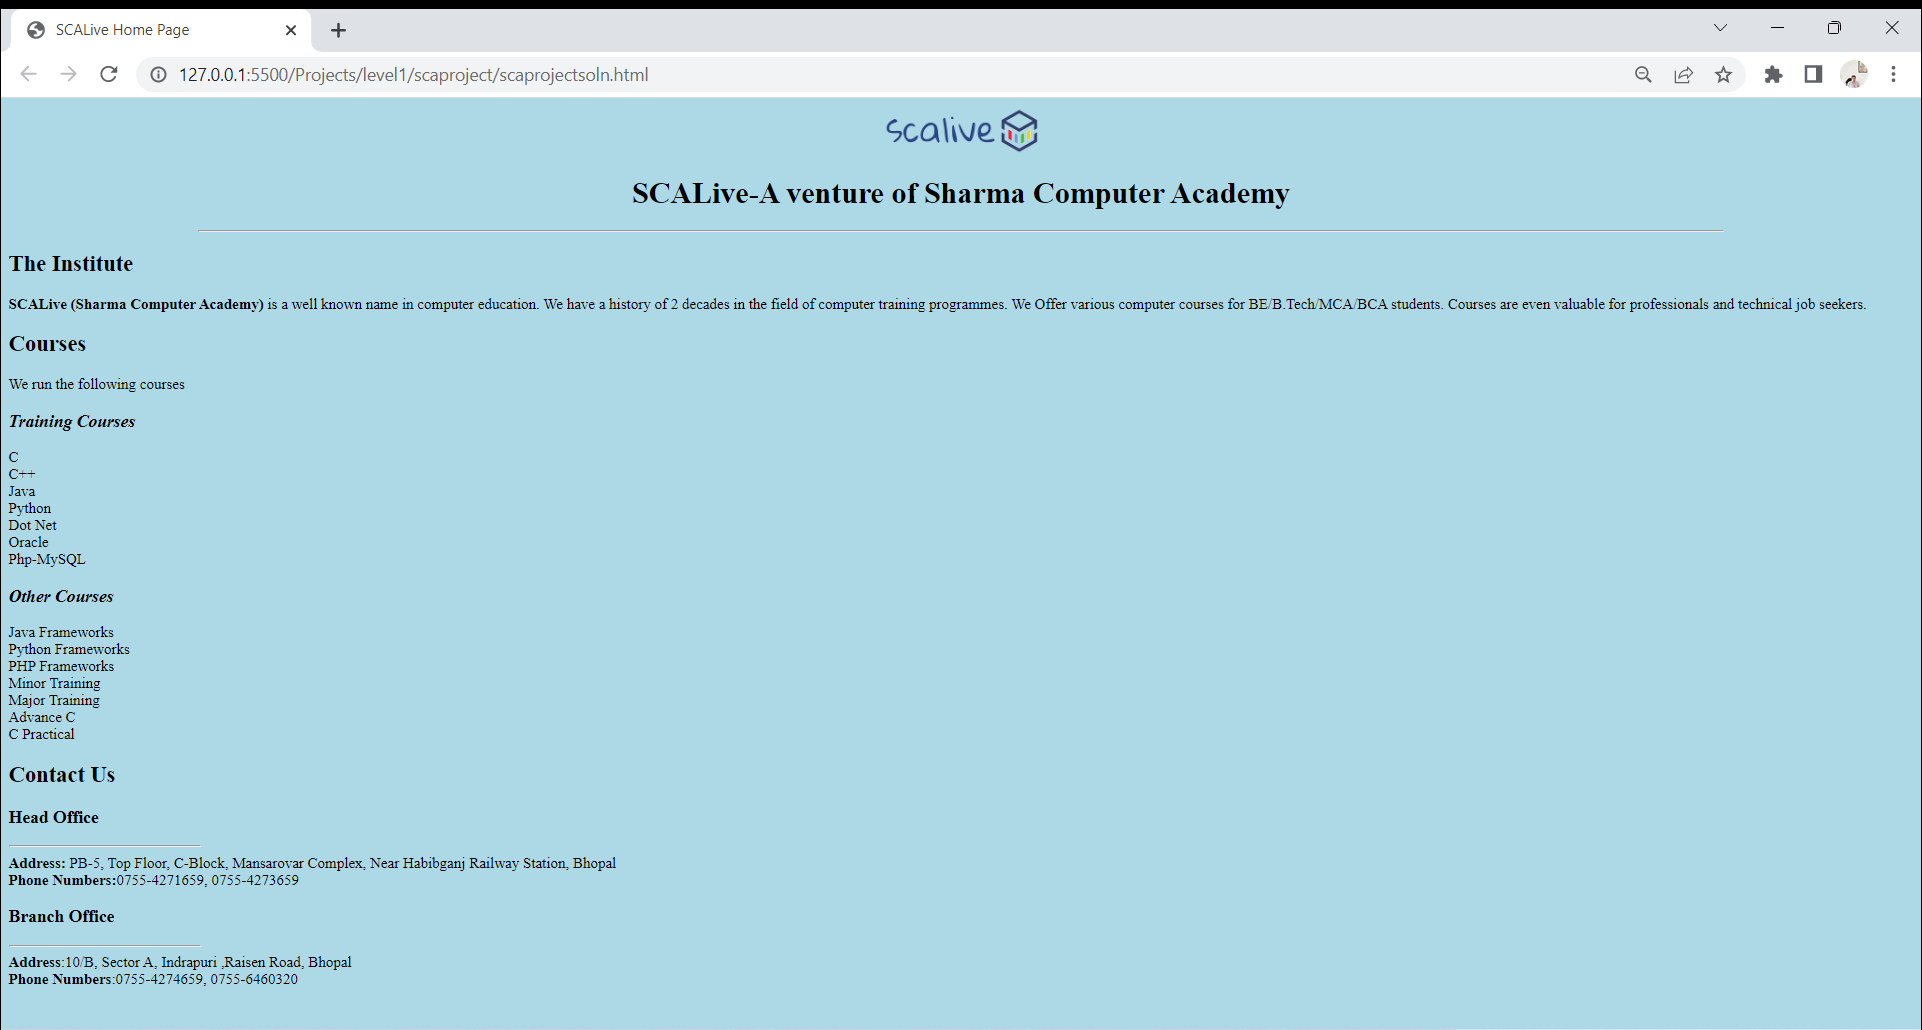 SCALive Home Page
127.0.0.1:5500/Projects/level1/scaproject/scaprojectsoln.html
scalive
SCALive-A venture of Sharma Computer Academy
The Institute
SCALive (Sharma Computer Academy) is a well known name in computer education. We have a history of 2 decades in the field of computer training programmes. We Offer various computer courses for BE/B.Tech/MCA/BCA students. Courses are even valuable for professionals and technical job seekers.
Courses
We run the following courses
Training Courses
C
C++
Java
Python
Dot Net
Oracle
Php-MySQL
Other Courses
Java Frameworks
Python Frameworks
PHP Frameworks
Minor Training
Major Training
Advance C
C Practical
Contact Us
Head Office
Address: PB-5, Top Floor, C-Block, Mansarovar Complex, Near Habibganj Railway Station, Bhopal
Phone Numbers:0755-4271659, 0755-4273659
Branch Office
Address:10/B, Sector A, Indrapuri ,Raisen Road, Bhopal
Phone Numbers:0755-4274659, 0755-6460320